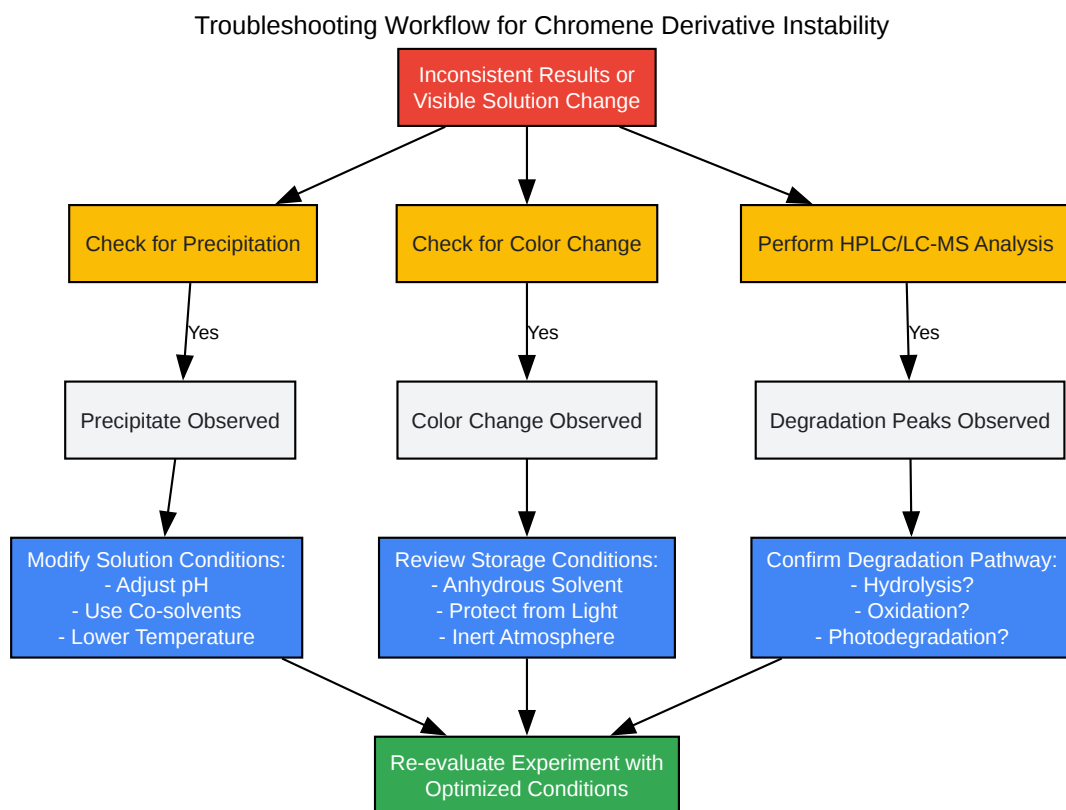 Troubleshooting Workflow for Chromene Derivative Instability
Inconsistent Results or
Visible Solution Change
Check for Precipitation
Check for Color Change
Perform HPLC/LC-MS Analysis
Yes
Yes
Yes
Precipitate Observed
Color Change Observed
Degradation Peaks Observed
Modify Solution Conditions:
- Adjust pH
- Use Co-solvents
- Lower Temperature
Review Storage Conditions:
- Anhydrous Solvent
- Protect from Light
- Inert Atmosphere
Confirm Degradation Pathway:
- Hydrolysis?
- Oxidation?
- Photodegradation?
Re-evaluate Experiment with
Optimized Conditions